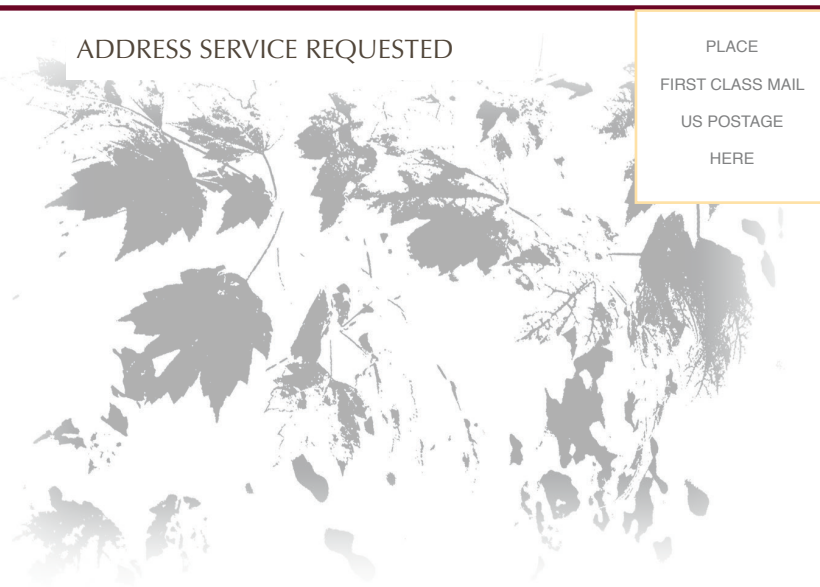 ADDRESS SERVICE REQUESTED
PLACE
FIRST CLASS MAIL
US POSTAGE
HERE